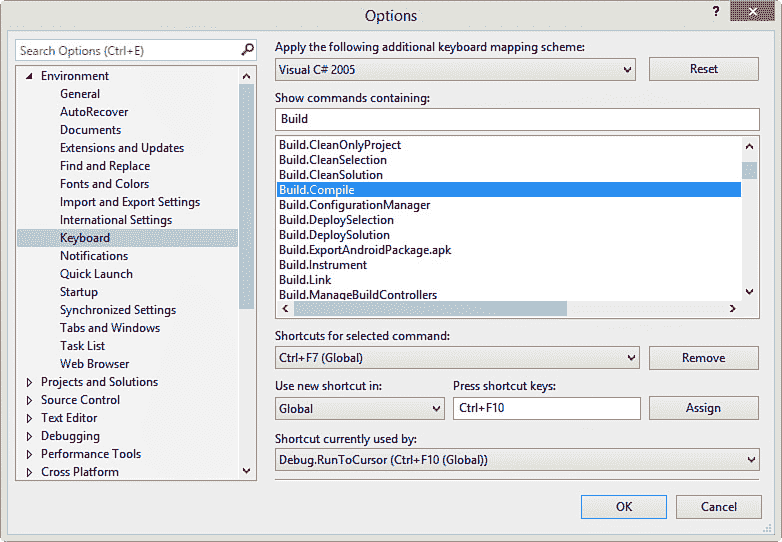 Options
?
Search Options (Ctrl+E)
Environment
General
AutoRecover
Documents
Extensions and Updates
Find and Replace
Fonts and Colors
Import and Export Settings
International Settings
Keyboard
Notifications
Quick Launch
Startup
Synchronized Settings
Tabs and Windows
Task List
Web Browser
Projects and Solutions
Source Control
Text Editor
Debugging
Performance Tools
Cross Platform
Apply the following additional keyboard mapping scheme:
Visual C# 2005
Reset
Show commands containing:
Build
Build.CleanOnlyProject
Build.CleanSelection
Build.CleanSolution
Build.Compile
Build.ConfigurationManager
Build.DeploySelection
Build.DeploySolution
Build.ExportAndroidPackage.apk
Build.Instrument
Build.Link
Build.ManageBuildControllers
Shortcuts for selected command:
Ctrl+F7 (Global)
Remove
Use new shortcut in:
Press shortcut keys:
Global
Ctrl+F10
Assign
Shortcut currently used by:
Debug.RunToCursor (Ctrl+F10 (Global))
OK
Cancel